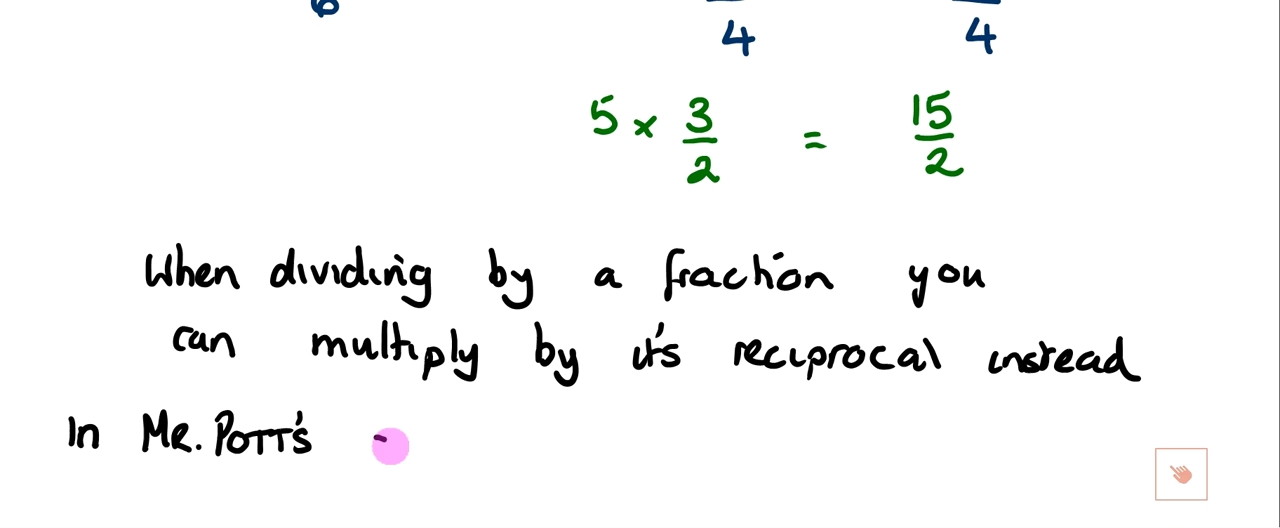 6 4 4
5 × 3/2 = 15/2
When dividing by a fraction you
can multiply by it's reciprocal instead
In MR. POTT'S